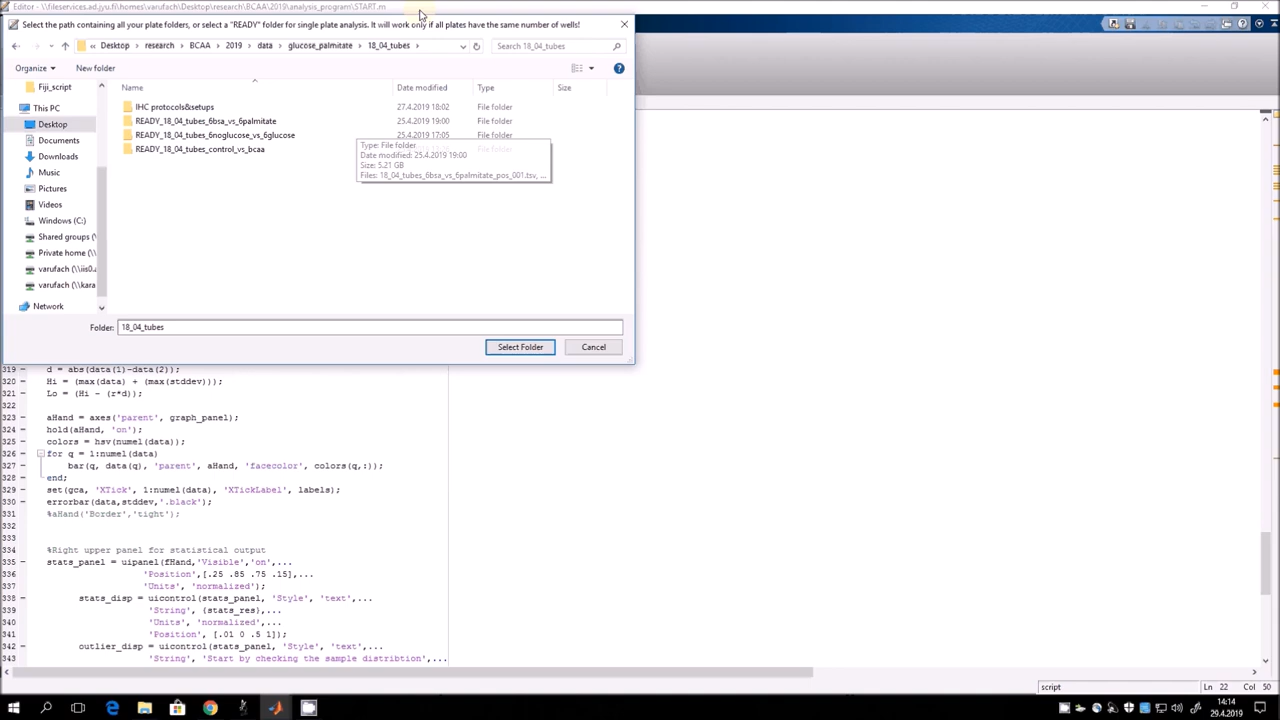 Editor - \\fileservices.ad.jyu.fi\homes\varufach\Desktop\research\BCAA\2019\analysis_program\START.m
Select the path containing all your plate folders, or select a "READY" folder for single plate analysis. It will work only if all plates have the same number of wells!
« Desktop › research › BCAA › 2019 › data › glucose_palmitate › 18_04_tubes ›
Search 18_04_tubes
Organize
New folder
Fiji_script
This PC
Desktop
Documents
Downloads
Music
Pictures
Videos
Windows (C:)
Shared groups (\
Private home (\\
varufach (\\iis0.
varufach (\\kara
Network
Name Date modified Type Size
IHC protocols&setups 27.4.2019 18:02 File folder
READY_18_04_tubes_6bsa_vs_6palmitate 25.4.2019 19:00 File folder
READY_18_04_tubes_6noglucose_vs_6glucose 25.4.2019 17:05 File folder
READY_18_04_tubes_control_vs_bcaa
Type: File folder
Date modified: 25.4.2019 19:00
Size: 5.21 GB
Files: 18_04_tubes_6bsa_vs_6palmitate_pos_001.tsv, ...
Folder: 18_04_tubes
Select Folder
Cancel
319 – d = abs(data(1)-data(2));
320 – Hi = (max(data) + (max(stddev)));
321 – Lo = (Hi - (r*d));
322
323 – aHand = axes('parent', graph_panel);
324 – hold(aHand, 'on');
325 – colors = hsv(numel(data));
326 – for q = 1:numel(data)
327 – bar(q, data(q), 'parent', aHand, 'facecolor', colors(q,:));
328 – end;
329 – set(gca, 'XTick', 1:numel(data), 'XTickLabel', labels);
330 – errorbar(data,stddev,'.black');
331 %aHand('Border','tight');
332
333
334 %Right upper panel for statistical output
335 – stats_panel = uipanel(fHand,'Visible','on',...
336 'Position',[.25 .85 .75 .15],...
337 'Units', 'normalized');
338 – stats_disp = uicontrol(stats_panel, 'Style', 'text',...
339 'String', (stats_res),...
340 'Units', 'normalized',...
341 'Position', [.01 0 .5 1]);
342 – outlier_disp = uicontrol(stats_panel, 'Style', 'text',...
343 'String', 'Start by checking the sample distribtion',...
script
Ln 22 Col 50
14:14
29.4.2019